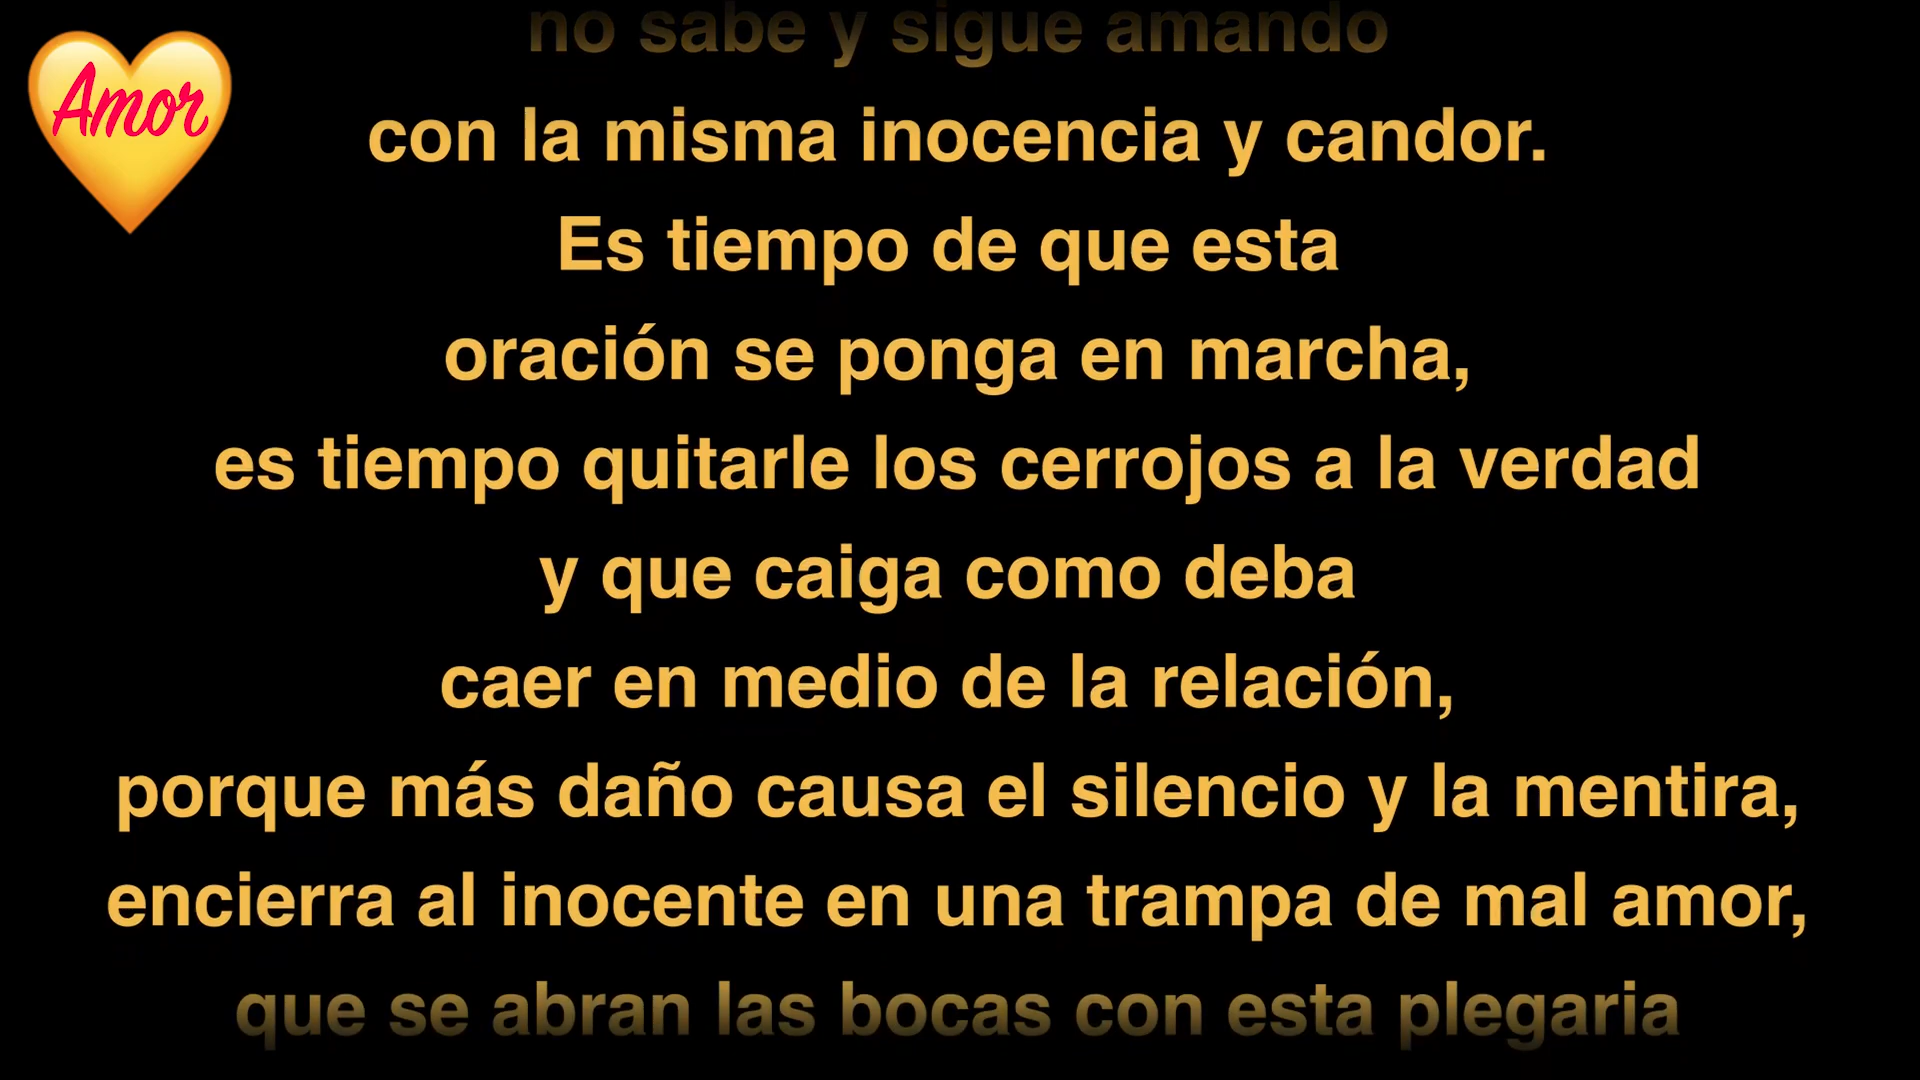 Amor
no sabe y sigue amando
con la misma inocencia y candor.
Es tiempo de que esta
oración se ponga en marcha,
es tiempo quitarle los cerrojos a la verdad
y que caiga como deba
caer en medio de la relación,
porque más daño causa el silencio y la mentira,
encierra al inocente en una trampa de mal amor,
que se abran las bocas con esta plegaria